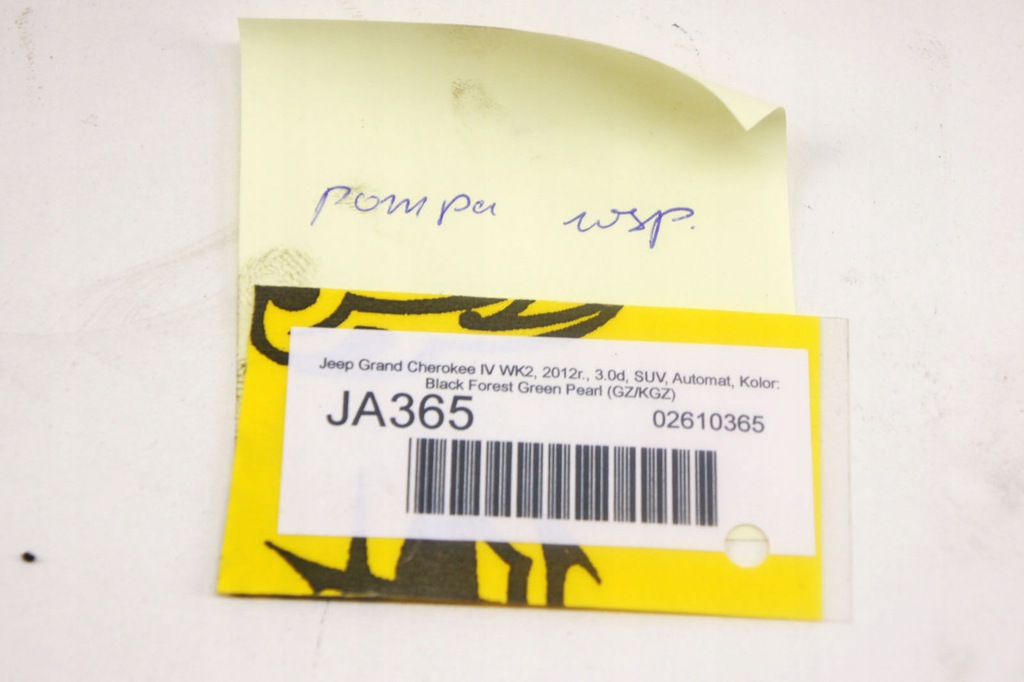 pompa wsp.
Jeep Grand Cherokee IV WK2, 2012r., 3.0d, SUV, Automat, Kolor:
Black Forest Green Pearl (GZ/KGZ)
JA365 02610365